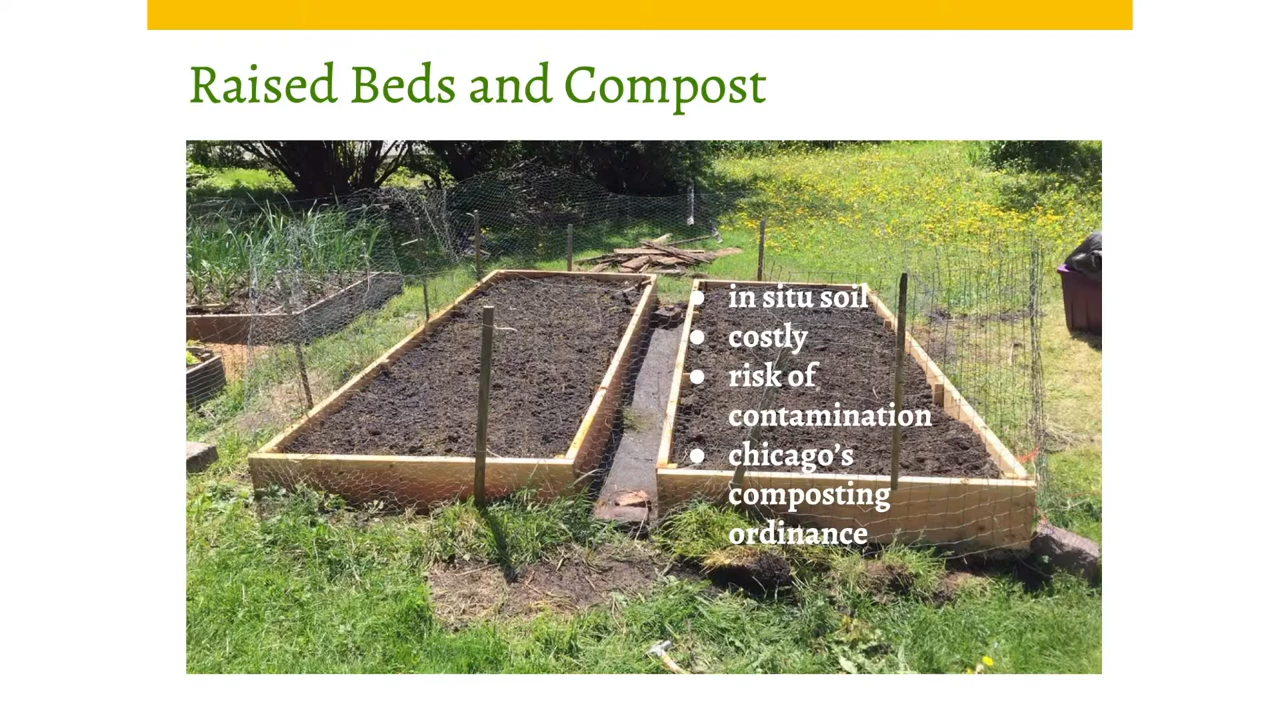 Raised Beds and Compost
● in situ soil
● costly
● risk of
contamination
● chicago’s
composting
ordinance